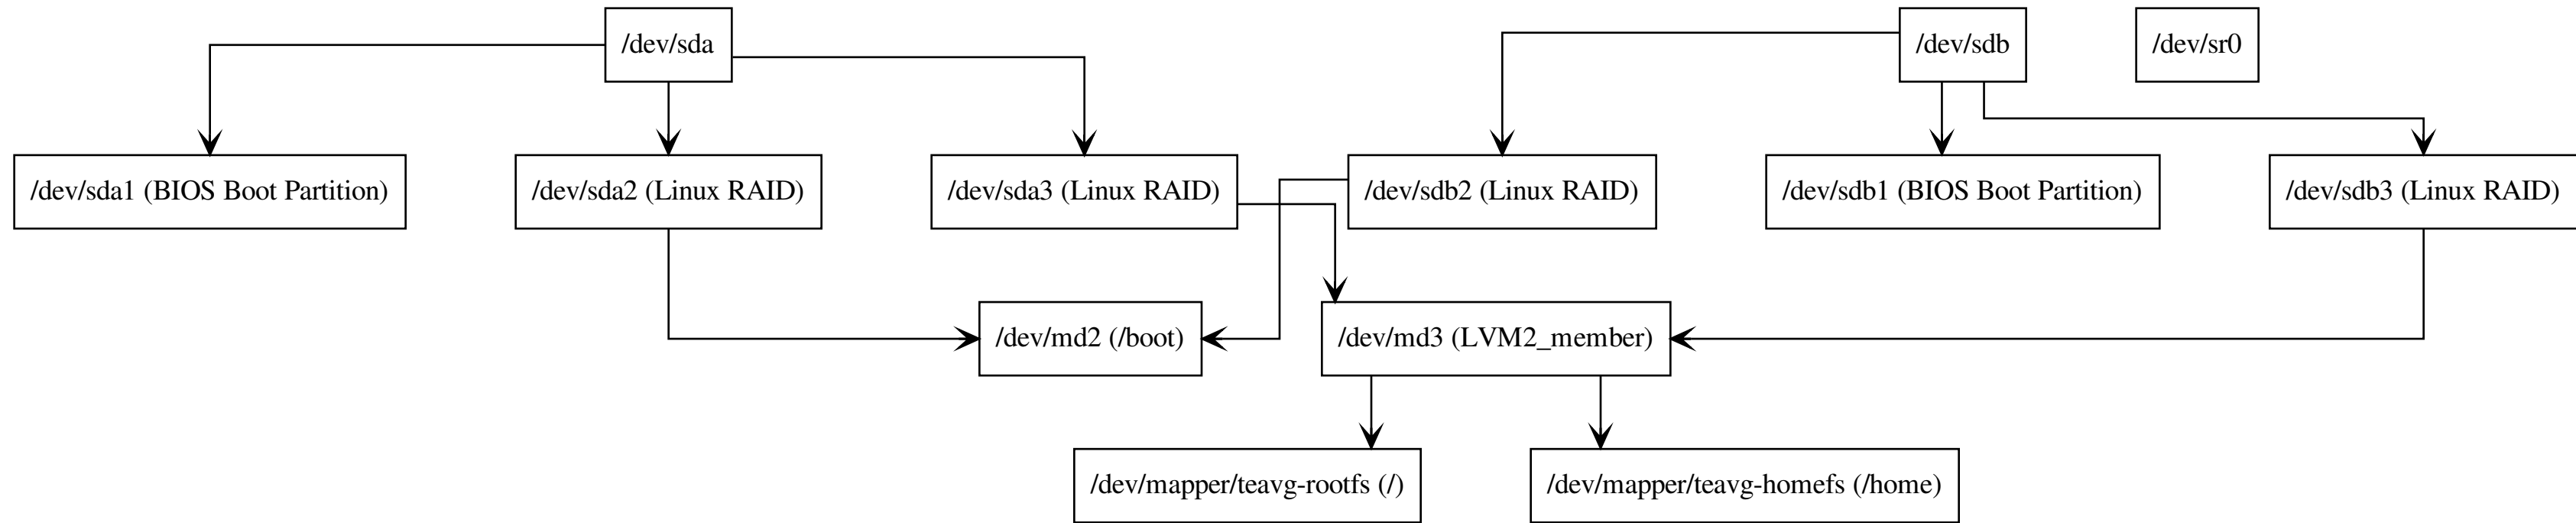 /dev/sda
/dev/sdb
/dev/sr0
/dev/sda1 (BIOS Boot Partition)
/dev/sda2 (Linux RAID)
/dev/sda3 (Linux RAID)
/dev/sdb2 (Linux RAID)
/dev/sdb1 (BIOS Boot Partition)
/dev/sdb3 (Linux RAID)
/dev/md2 (/boot)
/dev/md3 (LVM2_member)
/dev/mapper/teavg-rootfs (/)
/dev/mapper/teavg-homefs (/home)